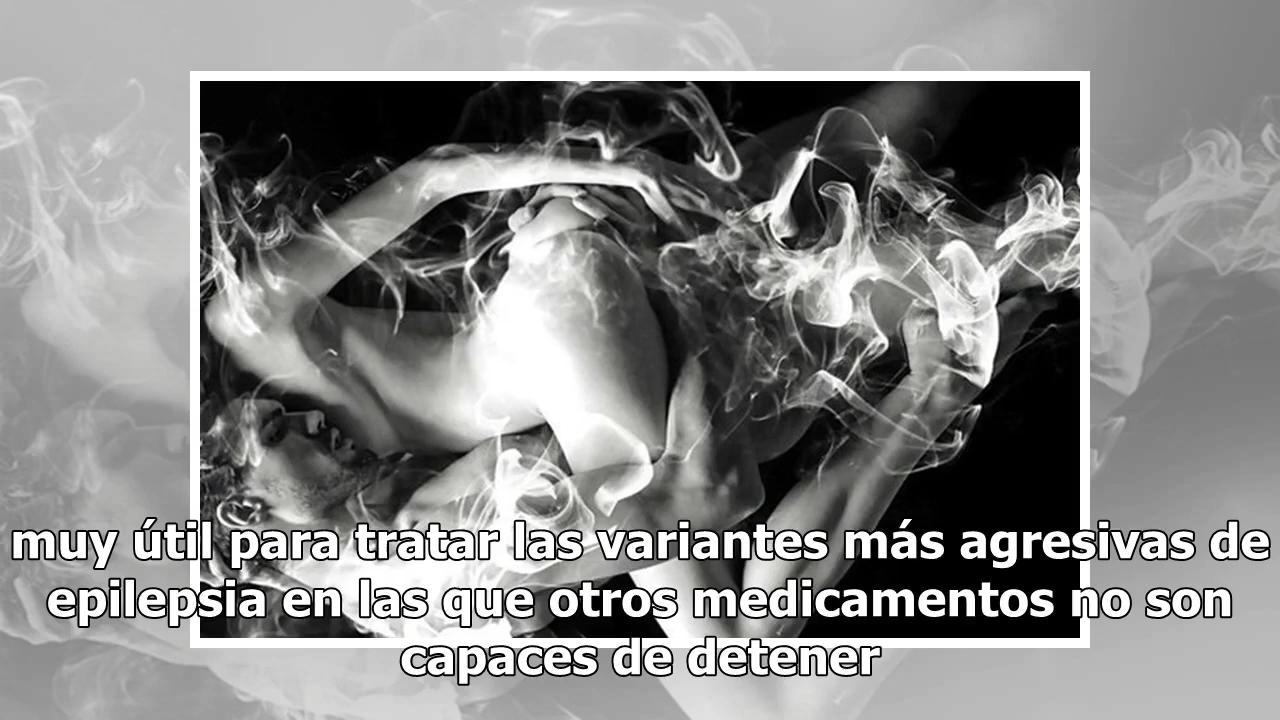 muy útil para tratar las variantes más agresivas de
epilepsia en las que otros medicamentos no son
capaces de detener